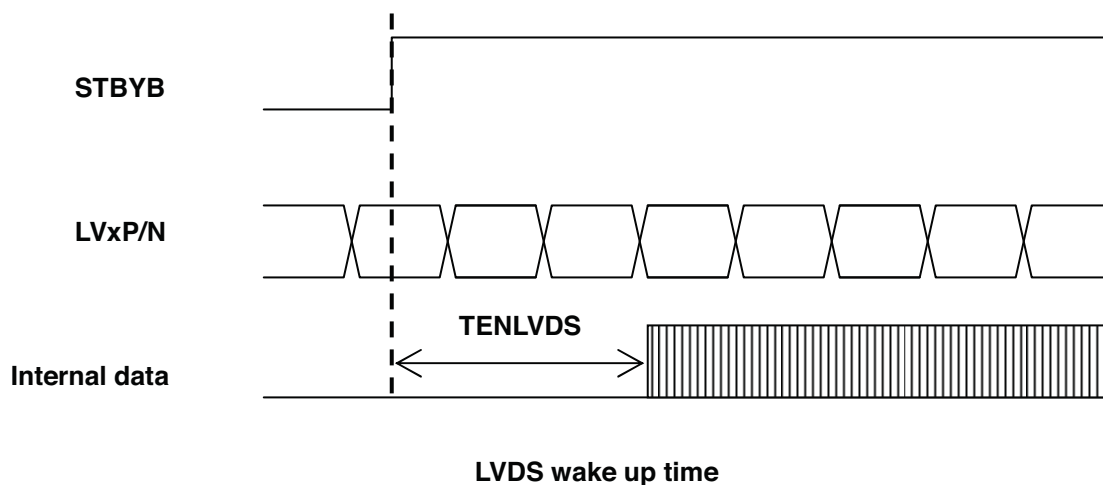 STBYB
LVxP/N
TENLVDS
Internal data
LVDS wake up time